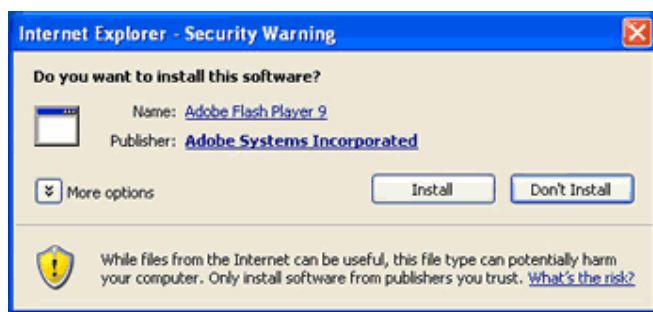 Internet Explorer - Security Warning
Do you want to install this software?
Name: Adobe Flash Player 9
Publisher: Adobe Systems Incorporated
More options
Install
Don't Install
While files from the Internet can be useful, this file type can potentially harm
your computer. Only install software from publishers you trust. What's the risk?